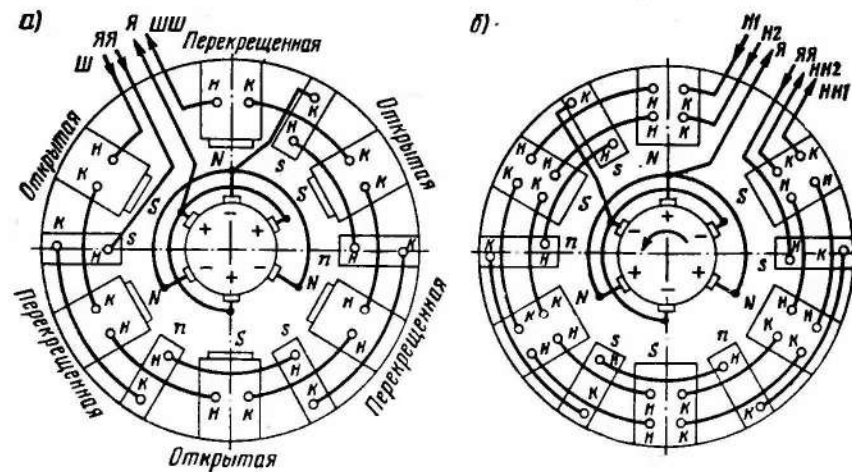 а)
Я ШШ
ЯЯ
Ш
Перекрещенная
Открытая
Открытая
Перекрещенная
Перекрещенная
Открытая
Н К
К
Н
s
Н
К
N
S
S
К
Н
К
Н
s
n
К
N
N
К
Н
К
Н
n
S
s
Н
К
Н
К
Н К
+ − +
− + −
б)
Н1
Н2
Я
ЯЯ
НН2
НН1
Н К
К
Н
s
Н
Н
К К
N
S
S
К К
Н Н
К
n
Н
Н
s
К
N
N
К К
Н Н
Н Н
К К
s
S
n
Н
К
Н
К
Н К
Н К
− + −
+ − +